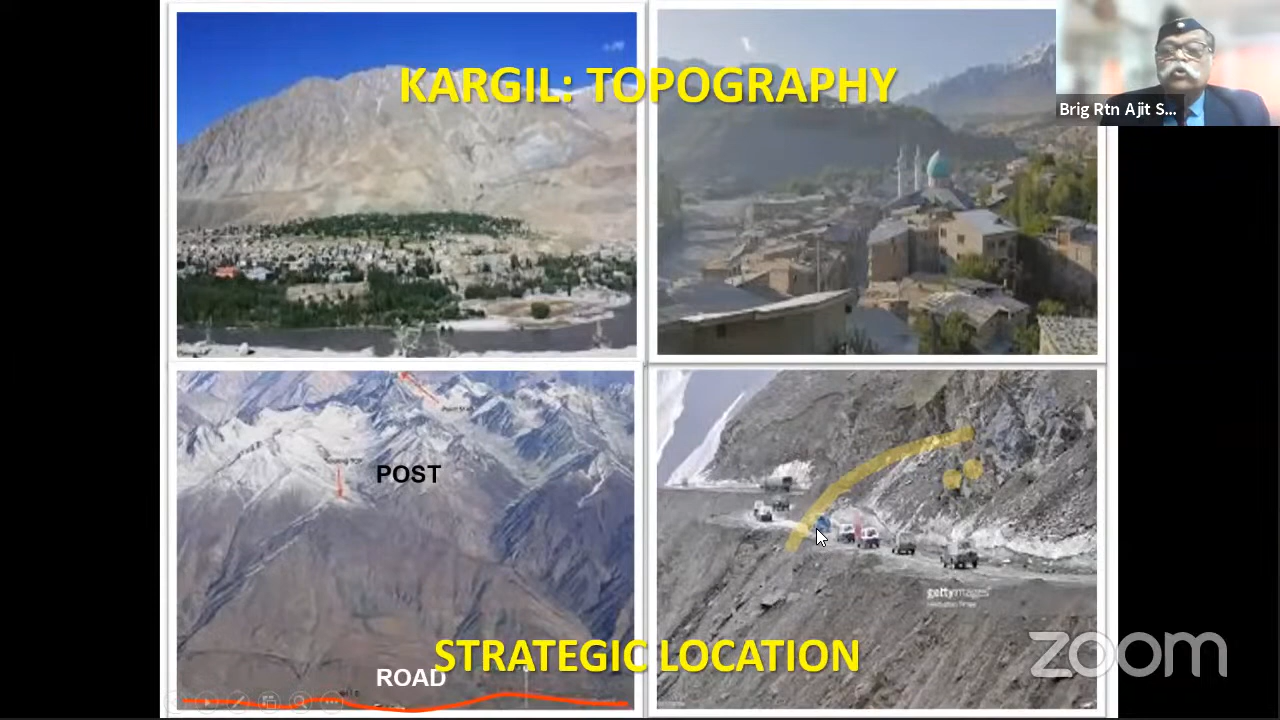 KARGIL: TOPOGRAPHY
Brig Rtn Ajit S...
POST
gettyimages
STRATEGIC LOCATION
ROAD
zoom